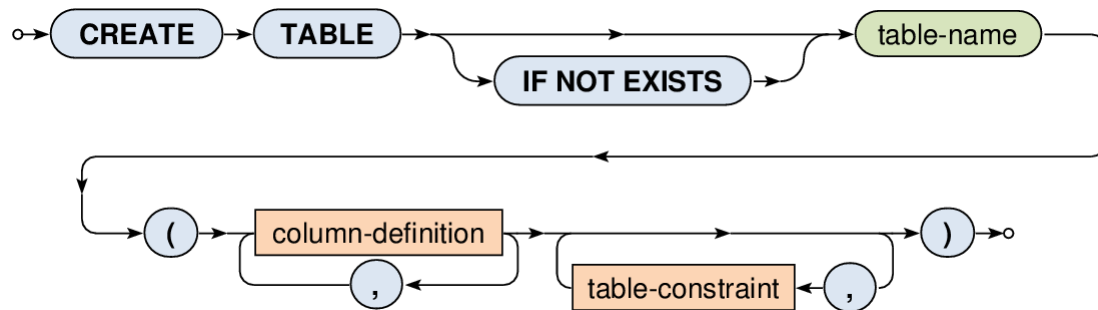 CREATE TABLE table-name
IF NOT EXISTS
( column-definition )
, table-constraint ,